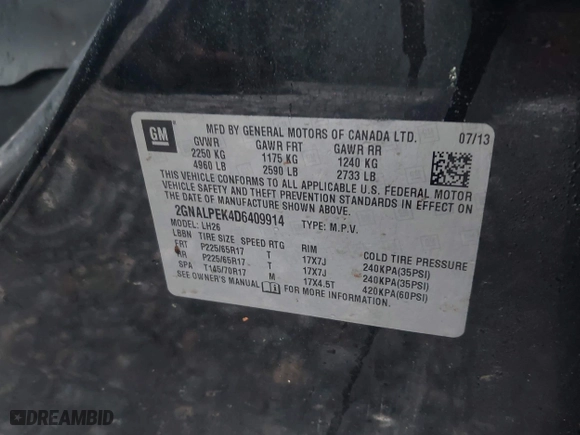 GM MFD BY GENERAL MOTORS OF CANADA LTD. 07/13
GVWR GAWR FRT GAWR RR
2250 KG 1175 KG 1240 KG
4960 LB 2590 LB 2733 LB
THIS VEHICLE CONFORMS TO ALL APPLICABLE U.S. FEDERAL MOTOR
VEHICLE SAFETY AND THEFT PREVENTION STANDARDS IN EFFECT ON
THE DATE OF MANUFACTURE SHOWN ABOVE.
2GNALPEK4D6409914 TYPE: M.P.V.
MODEL: LH26
LBBN TIRE SIZE SPEED RTG RIM COLD TIRE PRESSURE
FRT P225/65R17 T 17X7J 240KPA(35PSI)
RR P225/65R17 T 17X7J 240KPA(35PSI)
SPA T145/70R17 M 17X4.5T 420KPA(60PSI)
SEE OWNER'S MANUAL FOR MORE INFORMATION.
DREAMBID